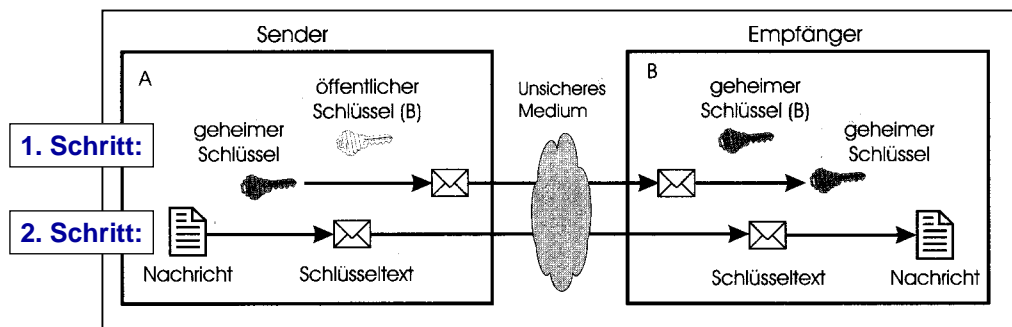 Sender
Empfänger
A
öffentlicher
Schlüssel (B)
Unsicheres
Medium
B
geheimer
Schlüssel (B)
1. Schritt:
geheimer
Schlüssel
geheimer
Schlüssel
2. Schritt:
Nachricht
Schlüsseltext
Schlüsseltext
Nachricht